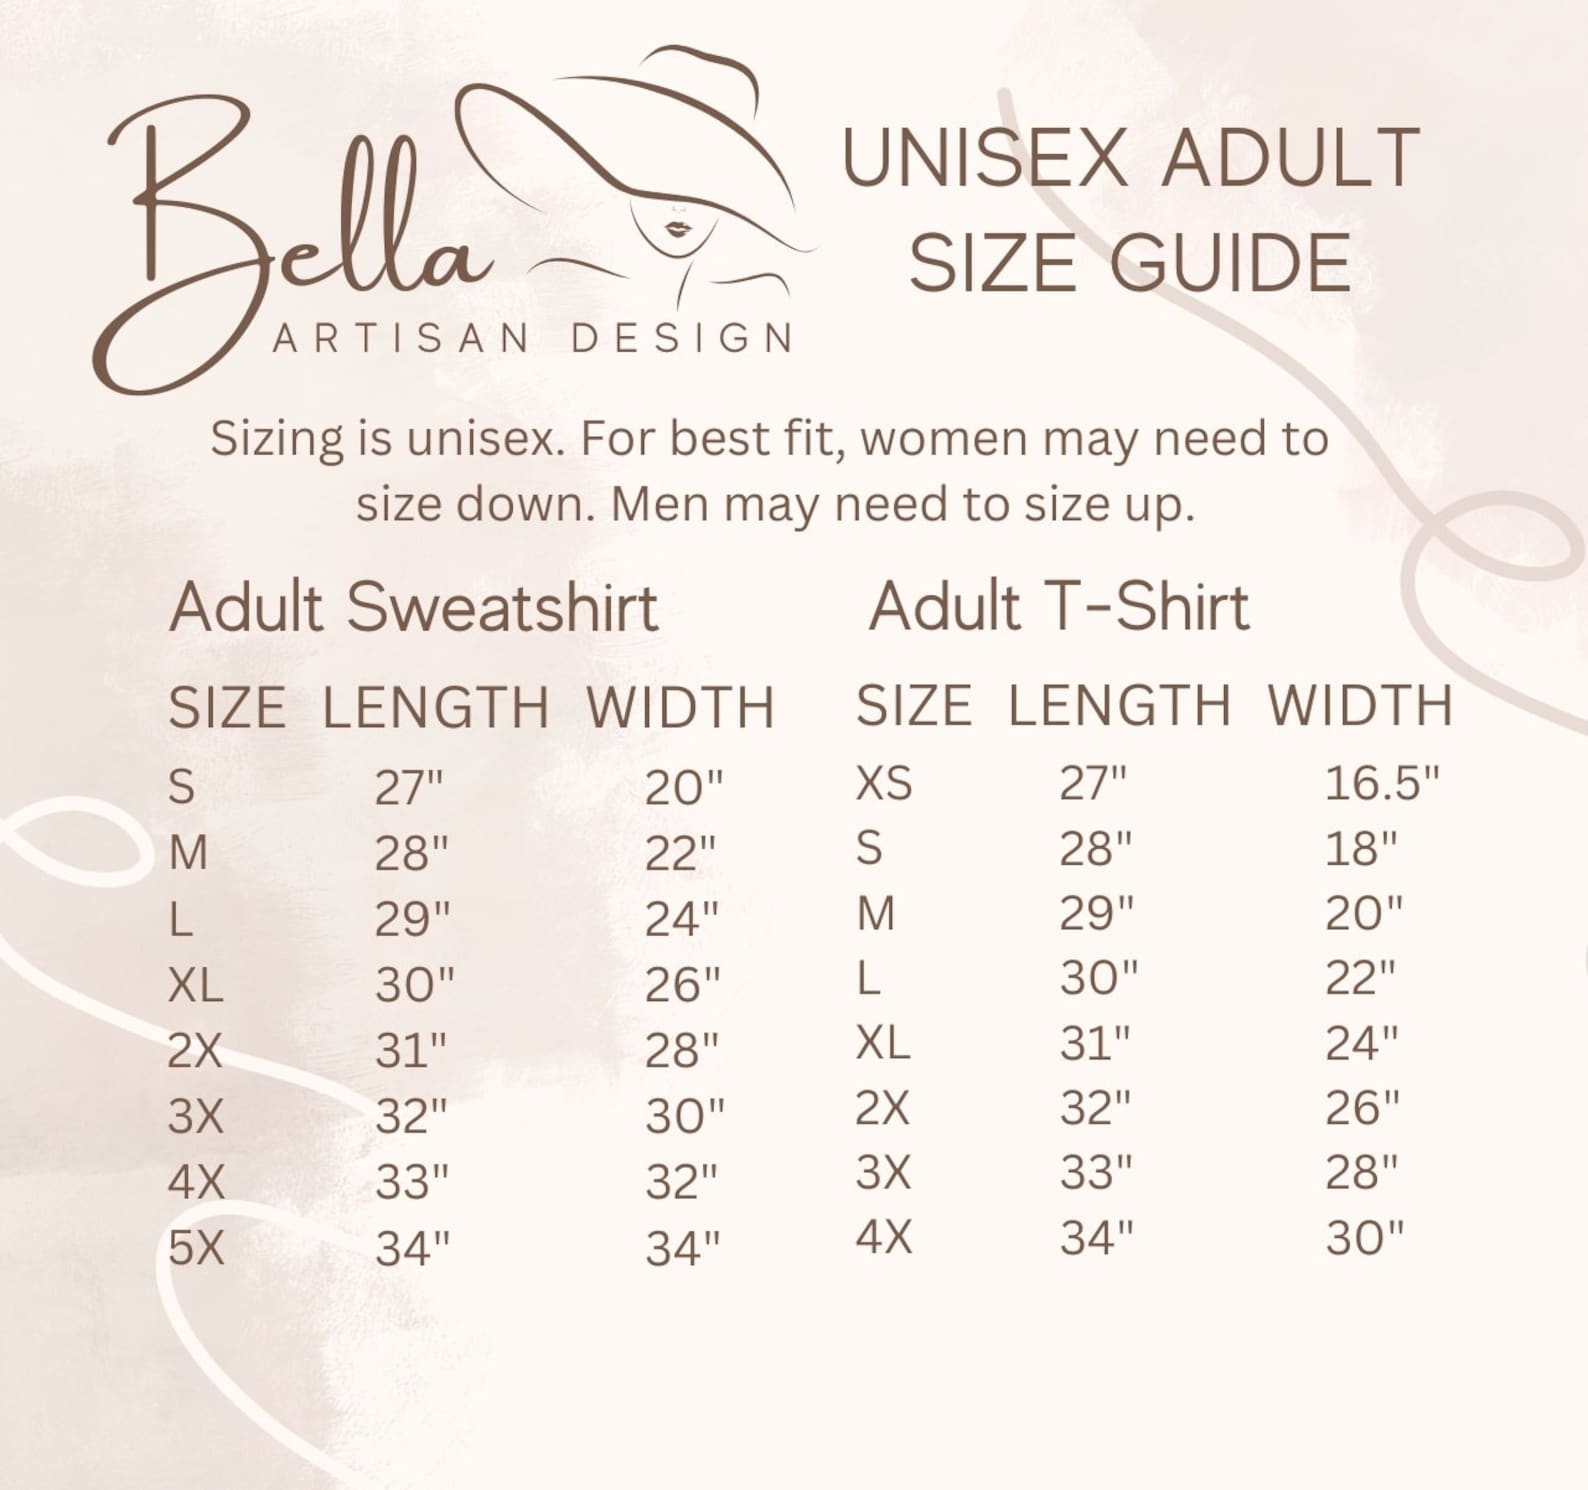 Bella
ARTISAN DESIGN
UNISEX ADULT
SIZE GUIDE
Sizing is unisex. For best fit, women may need to
size down. Men may need to size up.
Adult Sweatshirt
SIZE LENGTH WIDTH
S 27" 20"
M 28" 22"
L 29" 24"
XL 30" 26"
2X 31" 28"
3X 32" 30"
4X 33" 32"
5X 34" 34"
Adult T-Shirt
SIZE LENGTH WIDTH
XS 27" 16.5"
S 28" 18"
M 29" 20"
L 30" 22"
XL 31" 24"
2X 32" 26"
3X 33" 28"
4X 34" 30"